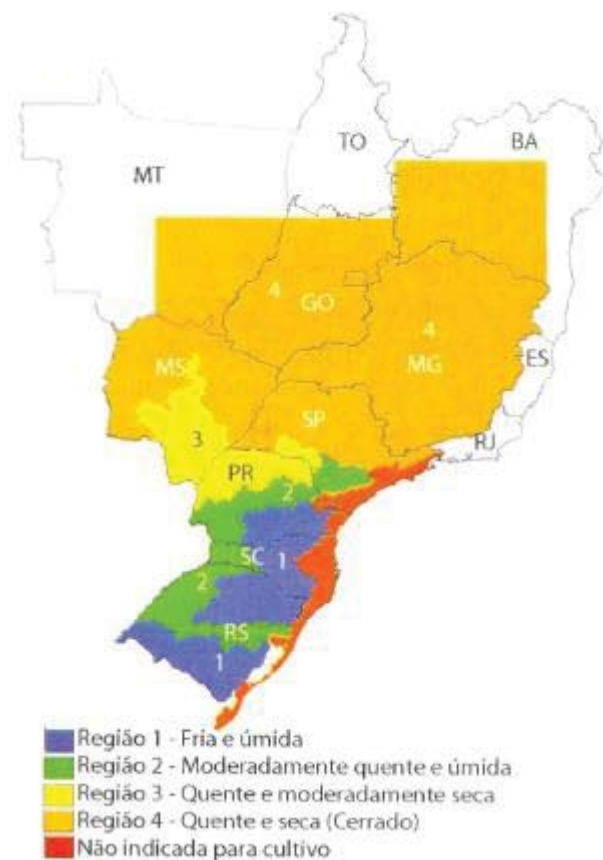 TO
BA
MT
4
GO
4
MG
ES
MS
SP
RJ
3
PR
2
SC
1
2
RS
1
Região 1 - Fria e úmida
Região 2 - Moderadamente quente e úmida
Região 3 - Quente e moderadamente seca
Região 4 - Quente e seca (Cerrado)
Não indicada para cultivo